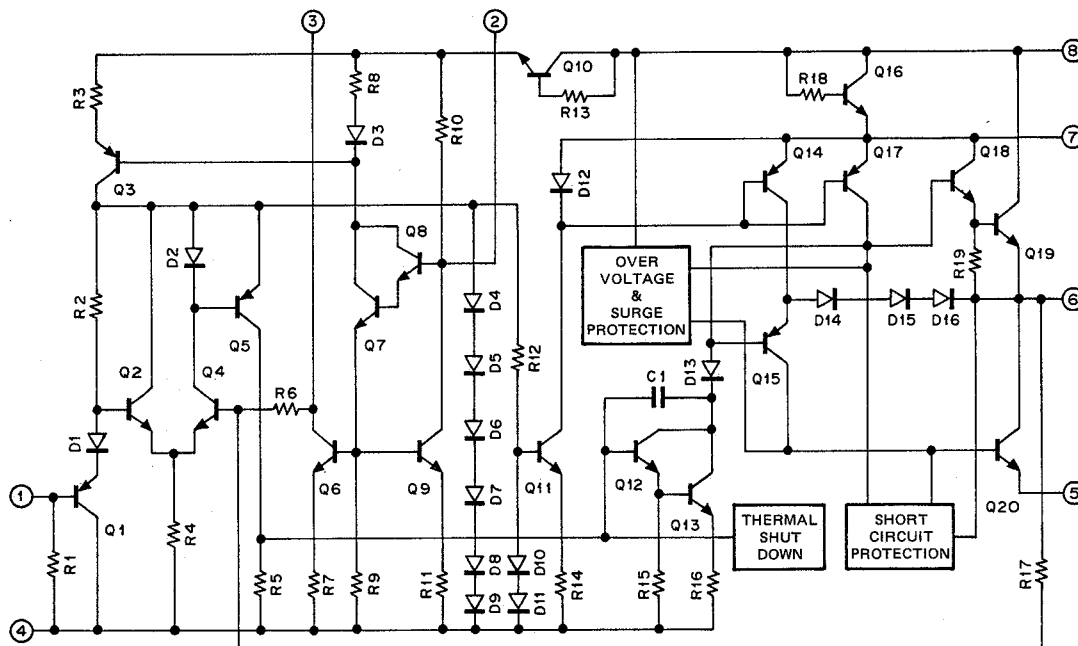 3
2
8
R3
R8
Q10
R18
Q16
R13
R10
D3
7
Q14
Q17
Q18
Q3
D12
D2
Q8
OVER
VOLTAGE
&
SURGE
PROTECTION
R19
Q19
R2
D4
6
D14
D15
D16
Q5
Q7
D5
R12
D13
Q15
Q2
Q4
C1
R6
D6
D1
1
Q6
Q9
D7
Q11
Q12
Q13
Q20
5
Q1
R4
THERMAL
SHUT
DOWN
SHORT
CIRCUIT
PROTECTION
R1
R5
R7
R9
R11
D8
D10
R14
R15
R16
R17
D9
D11
4